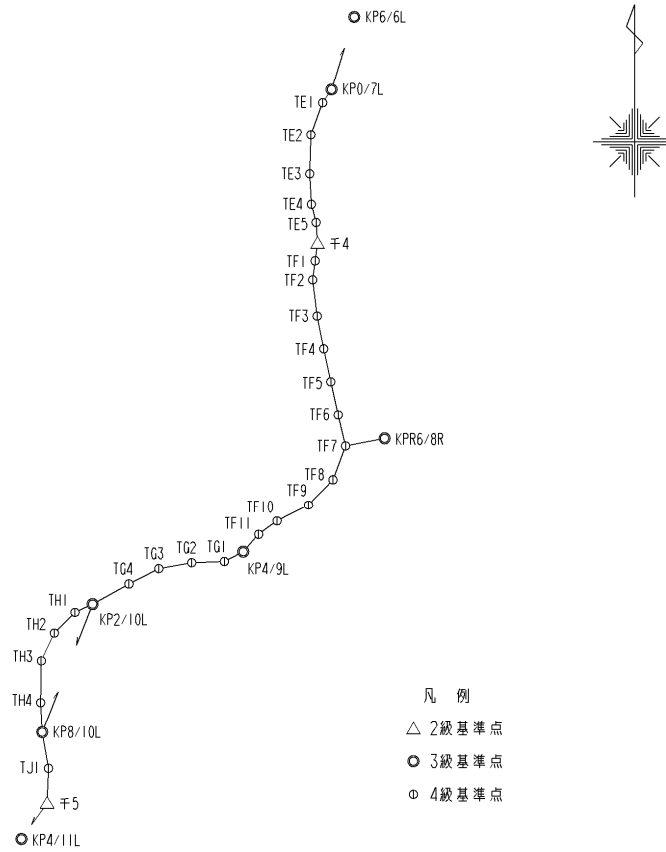 KP6/6L
KP0/7L
TE1
TE2
TE3
TE4
TE5
千4
TF1
TF2
TF3
TF4
TF5
TF6
KPR6/8R
TF7
TF8
TF9
TF10
TF11
TG1
TG2
TG3
KP4/9L
TG4
TH1
KP2/10L
TH2
TH3
TH4
KP8/10L
TJ1
千5
KP4/11L
凡 例
2級基準点
3級基準点
4級基準点